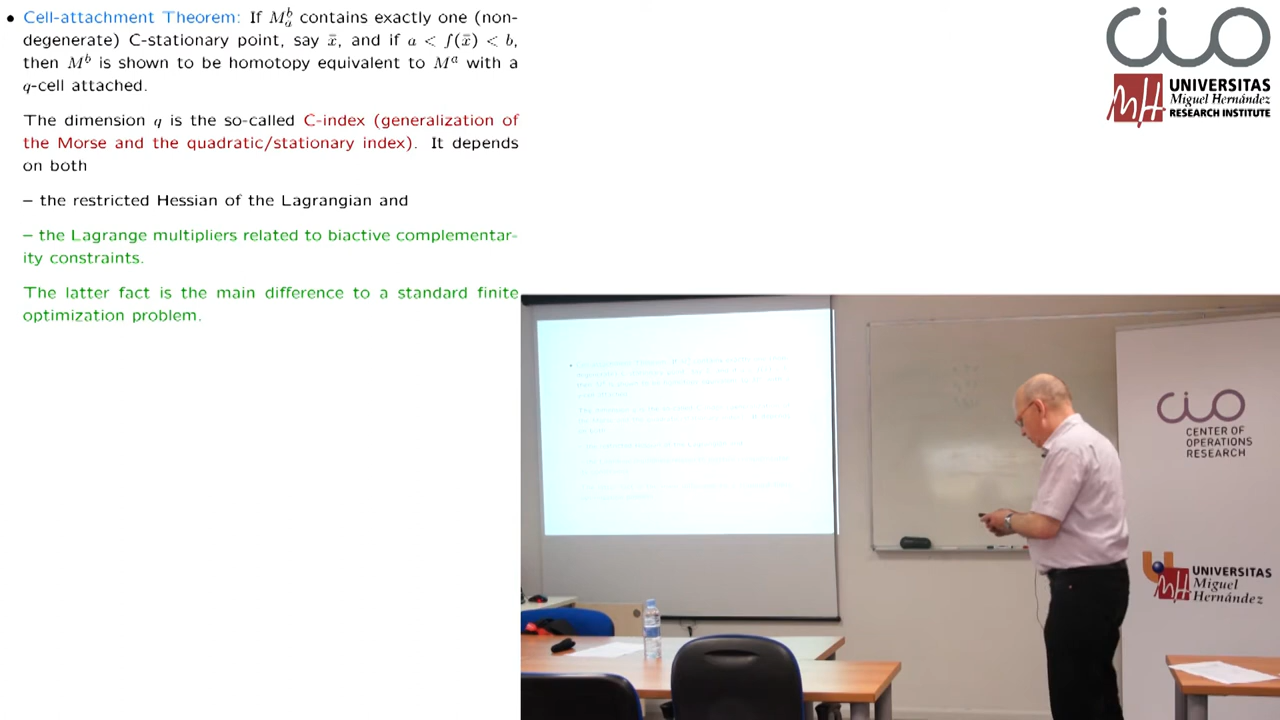 • Cell-attachment Theorem: If M_a^b contains exactly one (non-
degenerate) C-stationary point, say x̄, and if a < f(x̄) < b,
then M^b is shown to be homotopy equivalent to M^a with a
q-cell attached.
The dimension q is the so-called C-index (generalization of
the Morse and the quadratic/stationary index). It depends
on both
– the restricted Hessian of the Lagrangian and
– the Lagrange multipliers related to biactive complementar-
ity constraints.
The latter fact is the main difference to a standard finite
optimization problem.
CIO
UNIVERSITAS
Miguel Hernández
RESEARCH INSTITUTE
CIO
CENTER OF
OPERATIONS
RESEARCH
UNIVERSITAS
Miguel
Hernández